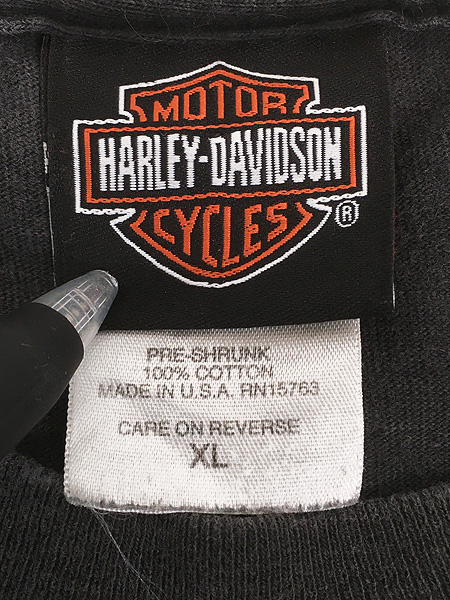 MOTOR
HARLEY-DAVIDSON
CYCLES
®
PRE-SHRUNK
100% COTTON
MADE IN U.S.A. RN15763
CARE ON REVERSE
XL